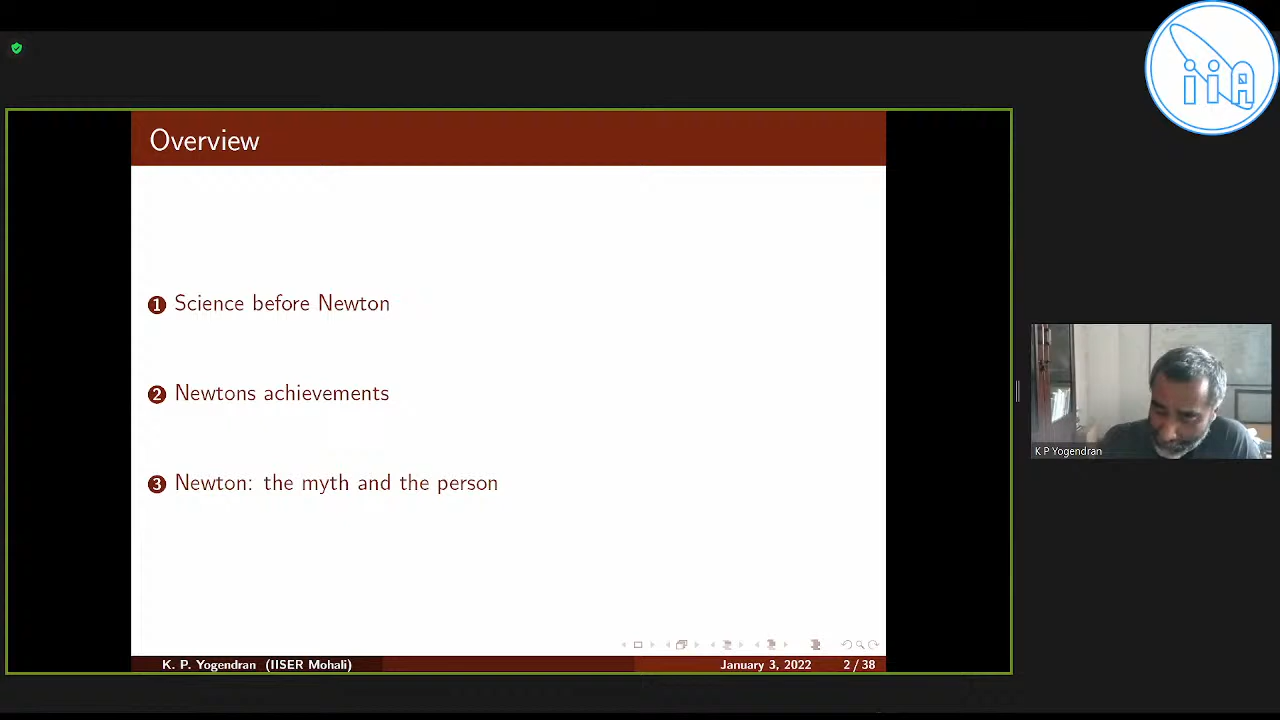 iiA
Overview
1 Science before Newton
2 Newtons achievements
3 Newton: the myth and the person
K P Yogendran
K. P. Yogendran (IISER Mohali) January 3, 2022 2 / 38